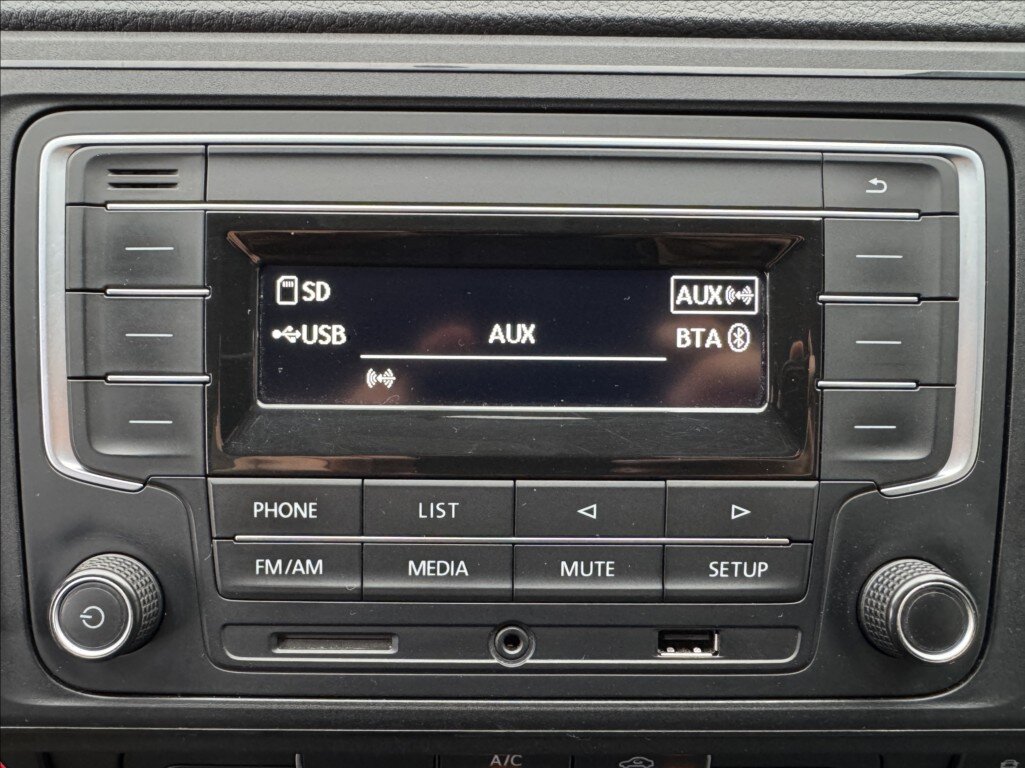 SD
AUX
USB
AUX
BTA
PHONE
LIST
FM/AM
MEDIA
MUTE
SETUP
A/C